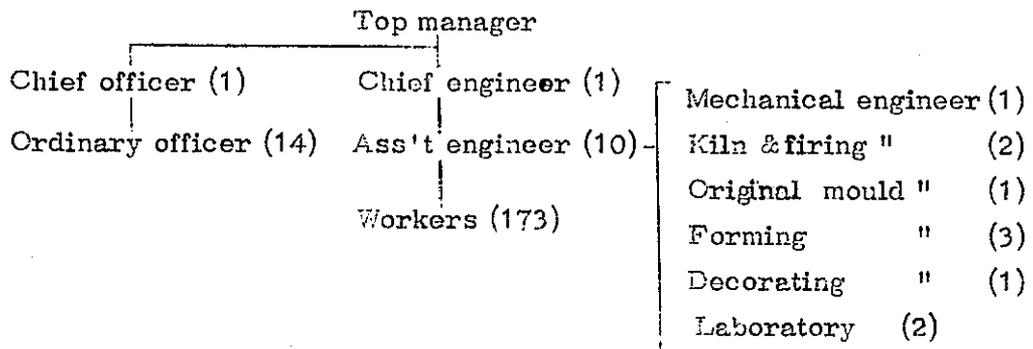 Top manager
Chief officer (1) Chief engineer (1)
Mechanical engineer (1)
Ordinary officer (14) Ass't engineer (10)
Kiln & firing " (2)
Original mould " (1)
Workers (173)
Forming " (3)
Decorating " (1)
Laboratory (2)